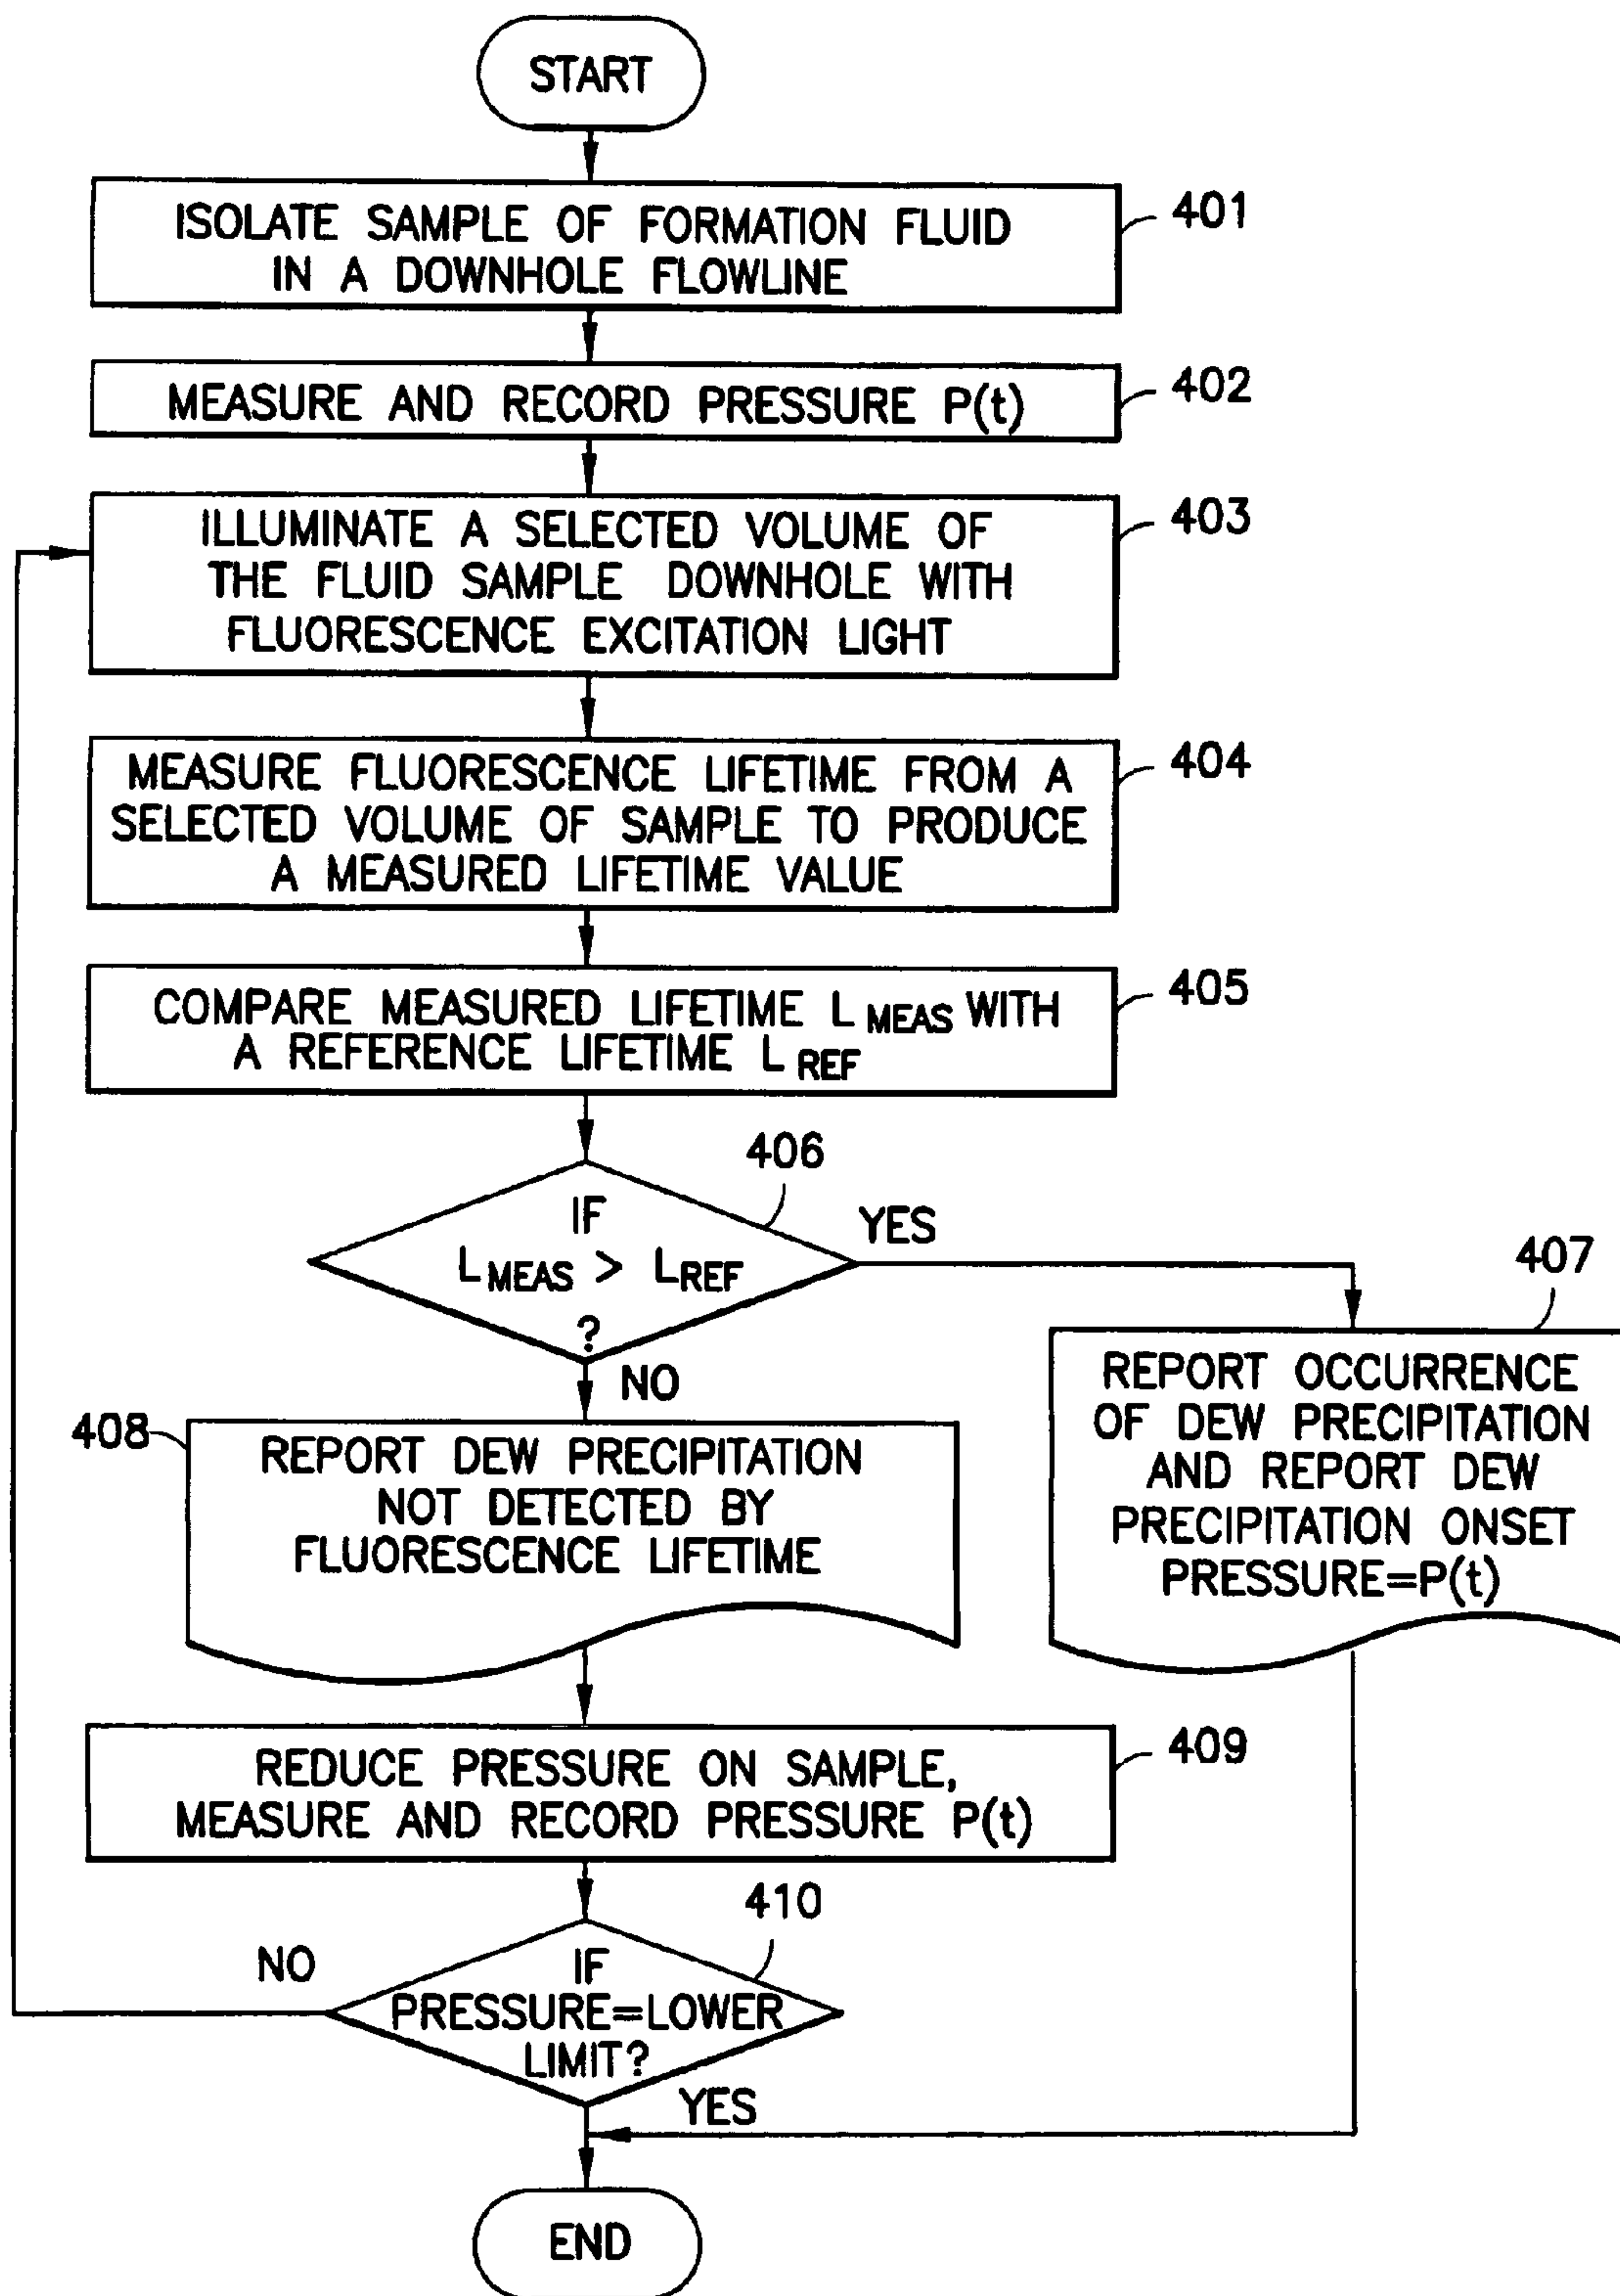 START
ISOLATE SAMPLE OF FORMATION FLUID
IN A DOWNHOLE FLOWLINE
401
MEASURE AND RECORD PRESSURE P(t)
402
ILLUMINATE A SELECTED VOLUME OF
THE FLUID SAMPLE DOWNHOLE WITH
FLUORESCENCE EXCITATION LIGHT
403
MEASURE FLUORESCENCE LIFETIME FROM A
SELECTED VOLUME OF SAMPLE TO PRODUCE
A MEASURED LIFETIME VALUE
404
COMPARE MEASURED LIFETIME L MEAS WITH
A REFERENCE LIFETIME L REF
405
406
IF
L MEAS > L REF
?
YES
NO
407
REPORT OCCURRENCE
OF DEW PRECIPITATION
AND REPORT DEW
PRECIPITATION ONSET
PRESSURE=P(t)
408
REPORT DEW PRECIPITATION
NOT DETECTED BY
FLUORESCENCE LIFETIME
REDUCE PRESSURE ON SAMPLE,
MEASURE AND RECORD PRESSURE P(t)
409
410
NO
IF
PRESSURE=LOWER
LIMIT?
YES
END